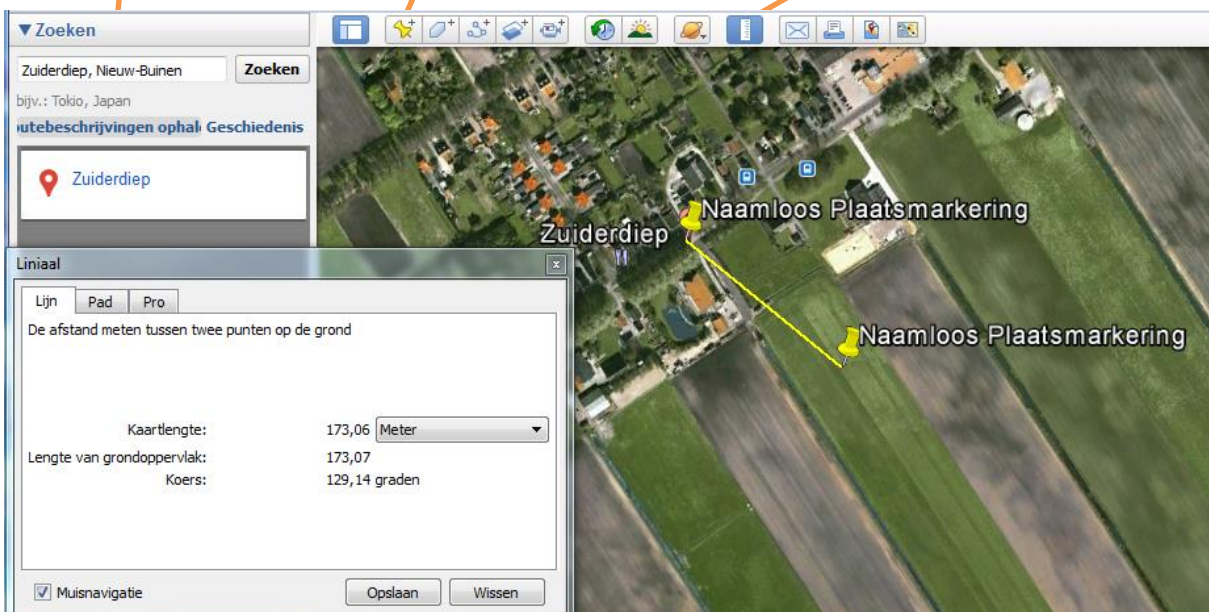 ▼ Zoeken
Zuiderdiep, Nieuw-Buinen
Zoeken
bijv.: Tokio, Japan
utebeschrijvingen ophal
Geschiedenis
Zuiderdiep
Naamloos Plaatsmarkering
Zuiderdiep
Naamloos Plaatsmarkering
Liniaal
Lijn Pad Pro
De afstand meten tussen twee punten op de grond
Kaartlengte: 173,06 Meter
Lengte van grondoppervlak: 173,07
Koers: 129,14 graden
Muisnavigatie
Opslaan
Wissen